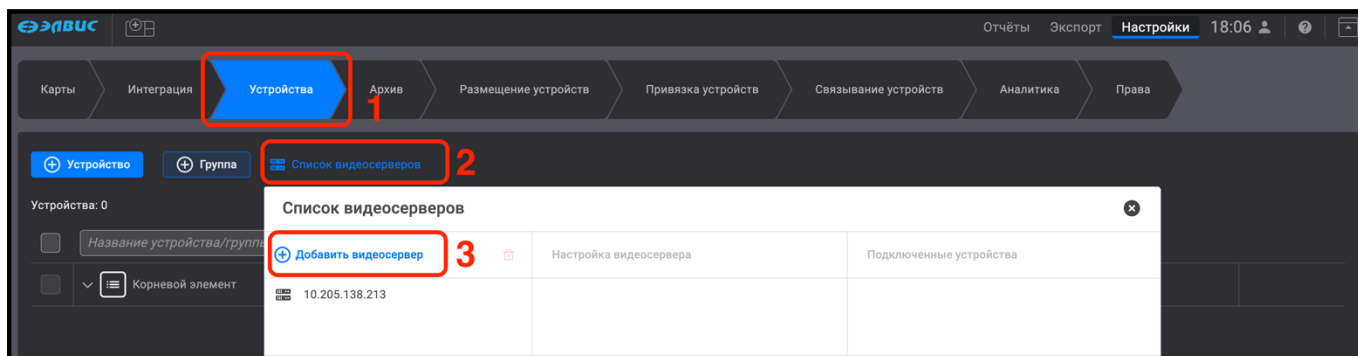 ЭЛВИС
Отчёты Экспорт Настройки 18:06
Карты Интеграция Устройства Архив Размещение устройств Привязка устройств Связывание устройств Аналитика Права
1
Устройство Группа Список видеосерверов 2
Устройства: 0
Список видеосерверов
Название устройства/группы
Добавить видеосервер 3 Настройка видеосервера Подключенные устройства
Корневой элемент
10.205.138.213